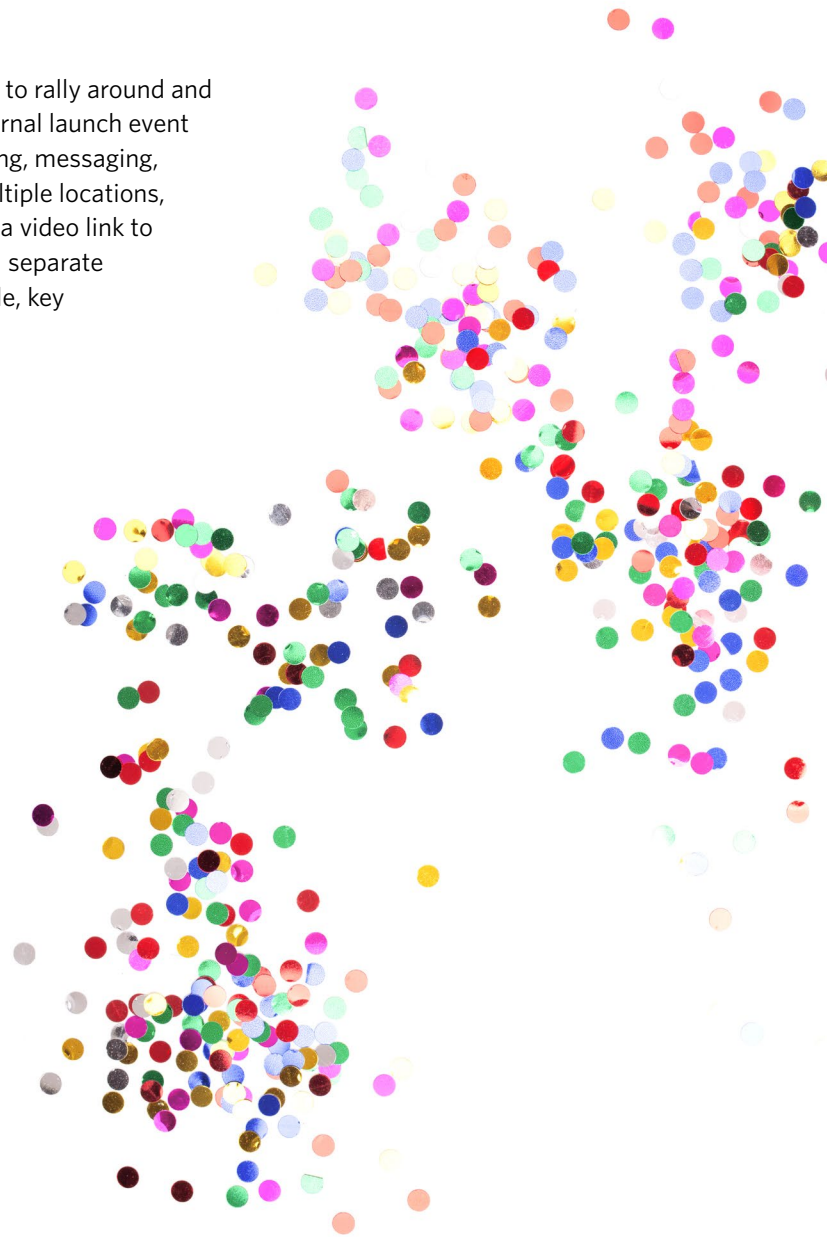 to rally around and
rnal launch event
ng, messaging,
ltiple locations,
a video link to
separate
le, key